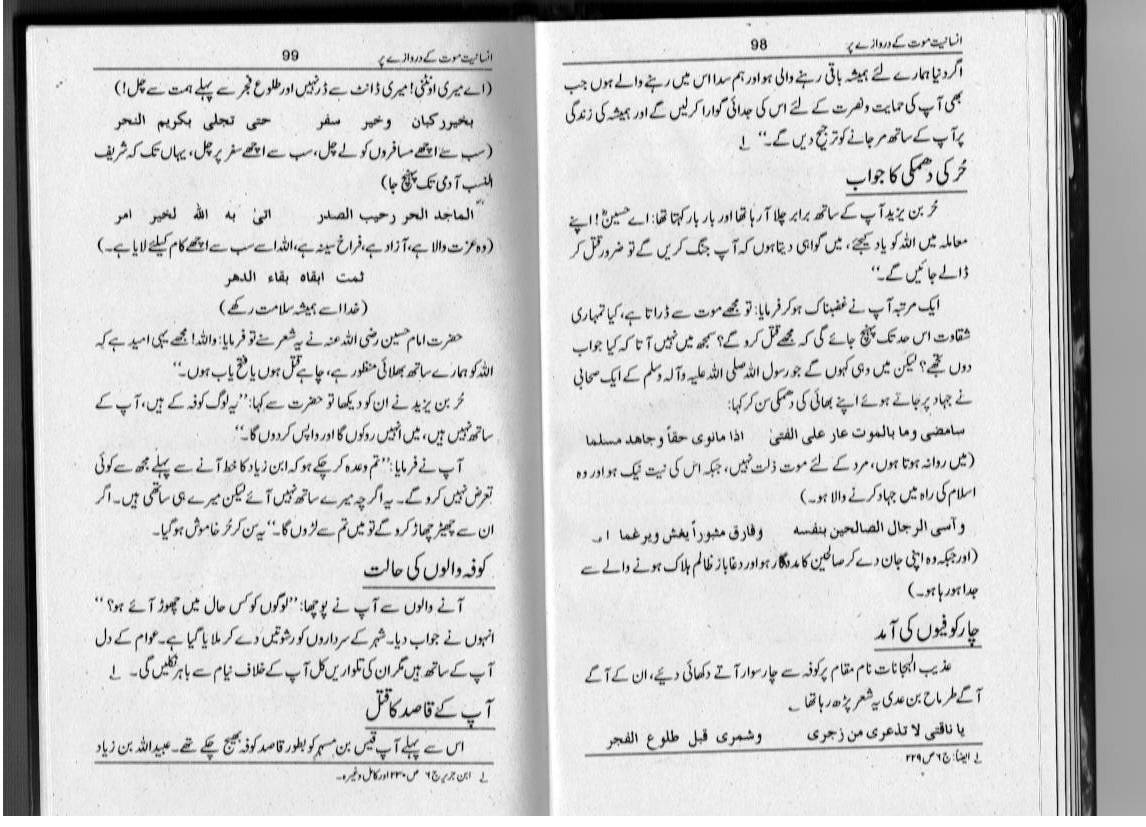 انسانیت موت کے دروازے پر 98
اگر دنیا ہمارے لئے ہمیشہ باقی رہنے والی ہو اور ہم سدا اس میں رہنے والے ہوں جب
بھی آپ کی حمایت و نصرت کے لئے اس کی جدائی گوارا کرلیں گے اور ہمیشہ کی زندگی
پر آپ کے ساتھ مر جانے کو ترجیح دیں گے۔‘‘ لے
حُر کی دھمکی کا جواب
حُر بن یزید آپ کے ساتھ برابر چلا آ رہا تھا اور بار بار کہتا تھا: اے حسینؓ! اپنے
معاملہ میں اللہ کو یاد کیجئے، میں گواہی دیتا ہوں کہ آپ جنگ کریں گے تو ضرور قتل کر
ڈالے جائیں گے۔‘‘
ایک مرتبہ آپ نے غضبناک ہو کر فرمایا: تو مجھے موت سے ڈراتا ہے، کیا تمہاری
شقاوت اس حد تک پہنچ جائے گی کہ مجھے قتل کرو گے؟ سمجھ میں نہیں آتا کہ کیا جواب
دوں تجھے؟ لیکن میں وہی کہوں گے جو رسول اللہ صلی اللہ علیہ وآلہ وسلم کے ایک صحابی
نے جہاد پر جاتے ہوئے اپنے بھائی کی دھمکی سن کر کہا:
سامضی وما بالموت عار علی الفتیٰ اذا مانوی حقاً وجاهد مسلما
(میں روانہ ہوتا ہوں، مرد کے لئے موت ذلت نہیں، جبکہ اس کی نیت نیک ہو اور وہ
اسلام کی راہ میں جہاد کرنے والا ہو۔)
وآسی الرجال الصالحین بنفسه وفارق مثبوراً یغش ویرغما
(اور جبکہ وہ اپنی جان دے کر صالحین کا مددگار ہو اور دغاباز ظالم ہلاک ہونے والے سے
جدا ہو رہا ہو۔)
چار کوفیوں کی آمد
عذیب الہجانات نام مقام پر کوفہ سے چار سوار آتے دکھائی دیئے، ان کے آگے
آگے طرماح بن عدی یہ شعر پڑھ رہا تھا۔
یا ناقتی لا تذعری من زجری وشمری قبل طلوع الفجر
لے ایضاً: ج ۶ ص ۲۲۹
انسانیت موت کے دروازے پر 99
(اے میری اونٹنی! میری ڈانٹ سے ڈر نہیں اور طلوع فجر سے پہلے ہمت سے چل!)
بخیر رکبان وخیر سفر حتی تجلی بکریم النحر
(سب سے اچھے مسافروں کو لے چل، سب سے اچھے سفر پر چل، یہاں تک کہ شریف
النسب آدمی تک پہنچ جا)
الماجد الحر رحیب الصدر اتیٰ به الله لخیر امر
(وہ عزت والا ہے، آزاد ہے، فراخ سینہ ہے، اللہ اسے سب سے اچھے کام کیلئے لایا ہے۔)
ثمت ابقاه بقاء الدهر
(خدا اسے ہمیشہ سلامت رکھے)
حضرت امام حسین رضی اللہ عنہ نے یہ شعر سنے تو فرمایا: واللہ! مجھے یہی امید ہے کہ
اللہ کو ہمارے ساتھ بھلائی منظور ہے، چاہے قتل ہوں یا فتح یاب ہوں۔‘‘
حُر بن یزید نے ان کو دیکھا تو حضرت سے کہا: ’’یہ لوگ کوفہ کے ہیں، آپ کے
ساتھ نہیں ہیں، میں انہیں روکوں گا اور واپس کردوں گا۔‘‘
آپ نے فرمایا: ’’تم وعدہ کر چکے ہو کہ ابن زیاد کا خط آنے سے پہلے مجھ سے کوئی
تعرض نہیں کرو گے۔ یہ اگرچہ میرے ساتھ نہیں آئے لیکن میرے ہی ساتھی ہیں۔ اگر
ان سے چھیڑ چھاڑ کرو گے تو میں تم سے لڑوں گا۔‘‘ یہ سن کر حُر خاموش ہوگیا۔
کوفہ والوں کی حالت
آنے والوں سے آپ نے پوچھا: ’’لوگوں کو کس حال میں چھوڑ آئے ہو؟‘‘
انہوں نے جواب دیا۔ شہر کے سرداروں کو رشوتیں دے کر ملا یا گیا ہے۔ عوام کے دل
آپ کے ساتھ ہیں مگر ان کی تلواریں کل آپ کے خلاف نیام سے باہر نکلیں گی۔ لے
آپ کے قاصد کا قتل
اس سے پہلے آپ قیس بن مسہر کو بطور قاصد کوفہ بھیج چکے تھے۔ عبیداللہ بن زیاد
لے ابن جریر ج ۶ ص ۲۳۰ اور کامل وغیرہ۔